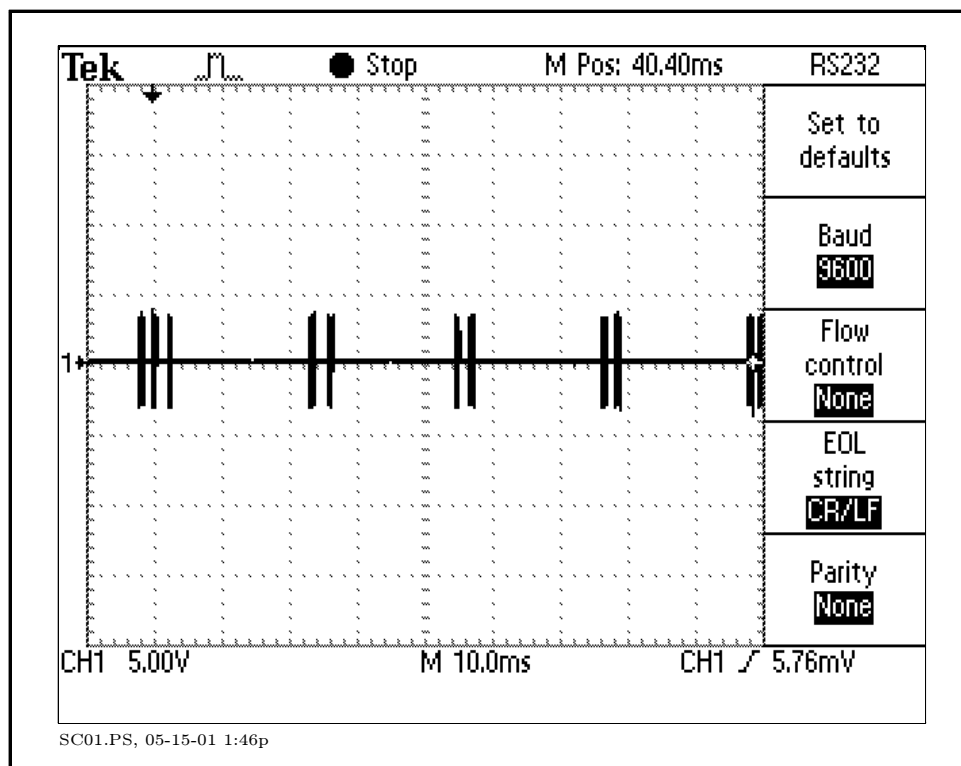 Tek Stop M Pos: 40.40ms RS232
Set to
defaults
Baud
9600
Flow
control
None
EOL
string
CR/LF
Parity
None
1
CH1 5.00V M 10.0ms CH1 5.76mV
SC01.PS, 05-15-01 1:46p